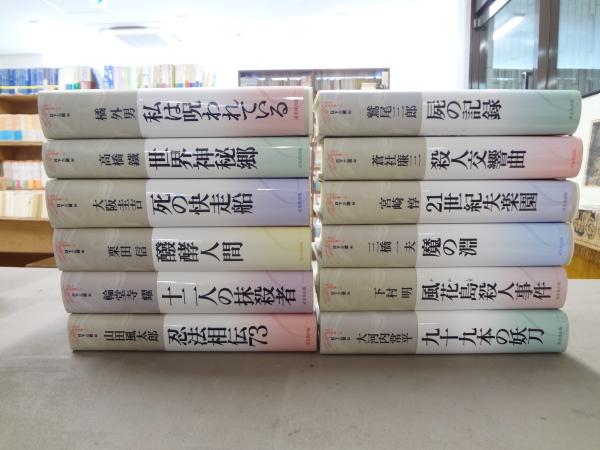 橘 外男 私は呪われている
高橋 鐵 世界神秘郷
大阪圭吉 死の快走船
栗田 信 醗酵人間
輪堂寺 耀 十二人の抹殺者
山田風太郎 忍法相伝73
鷲尾三郎 屍の記録
蒼社廉三 殺人交響曲
宮崎 惇 21世紀失楽園
三橋一夫 魔の淵
下村 明 風花島殺人事件
大河内常平 九十九本の妖刀